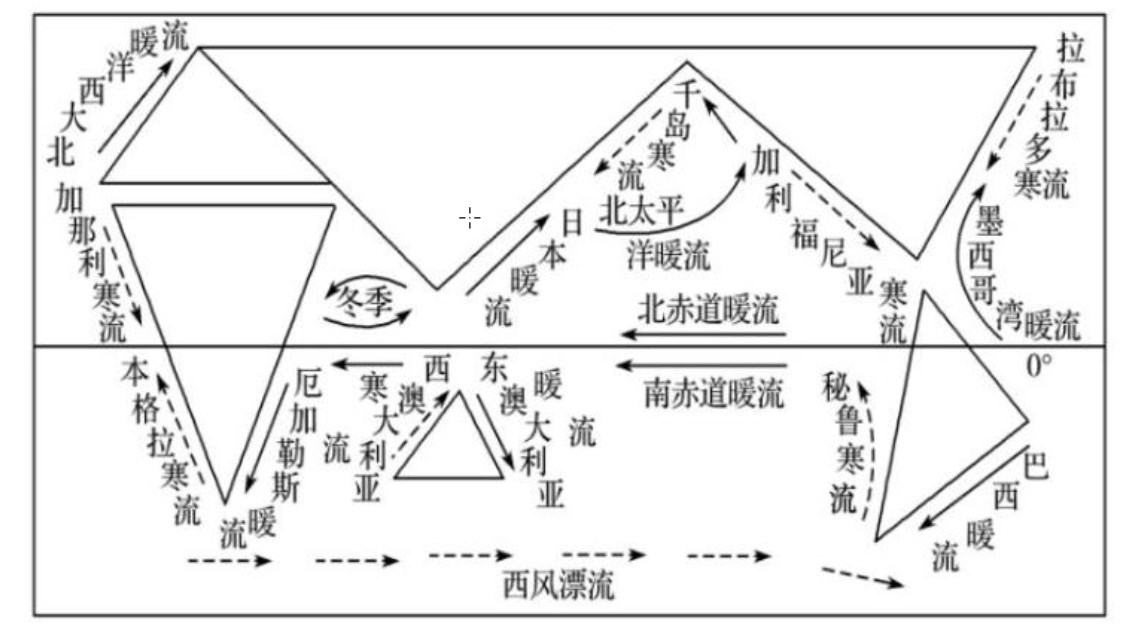 北大西洋暖流
加那利寒流
本格拉寒流
厄加勒斯暖流
冬季
西澳大利亚寒流
东澳大利亚暖流
日本暖流
千岛寒流
北太平洋暖流
加利福尼亚寒流
北赤道暖流
南赤道暖流
拉布拉多寒流
墨西哥湾暖流
0°
秘鲁寒流
巴西暖流
西风漂流